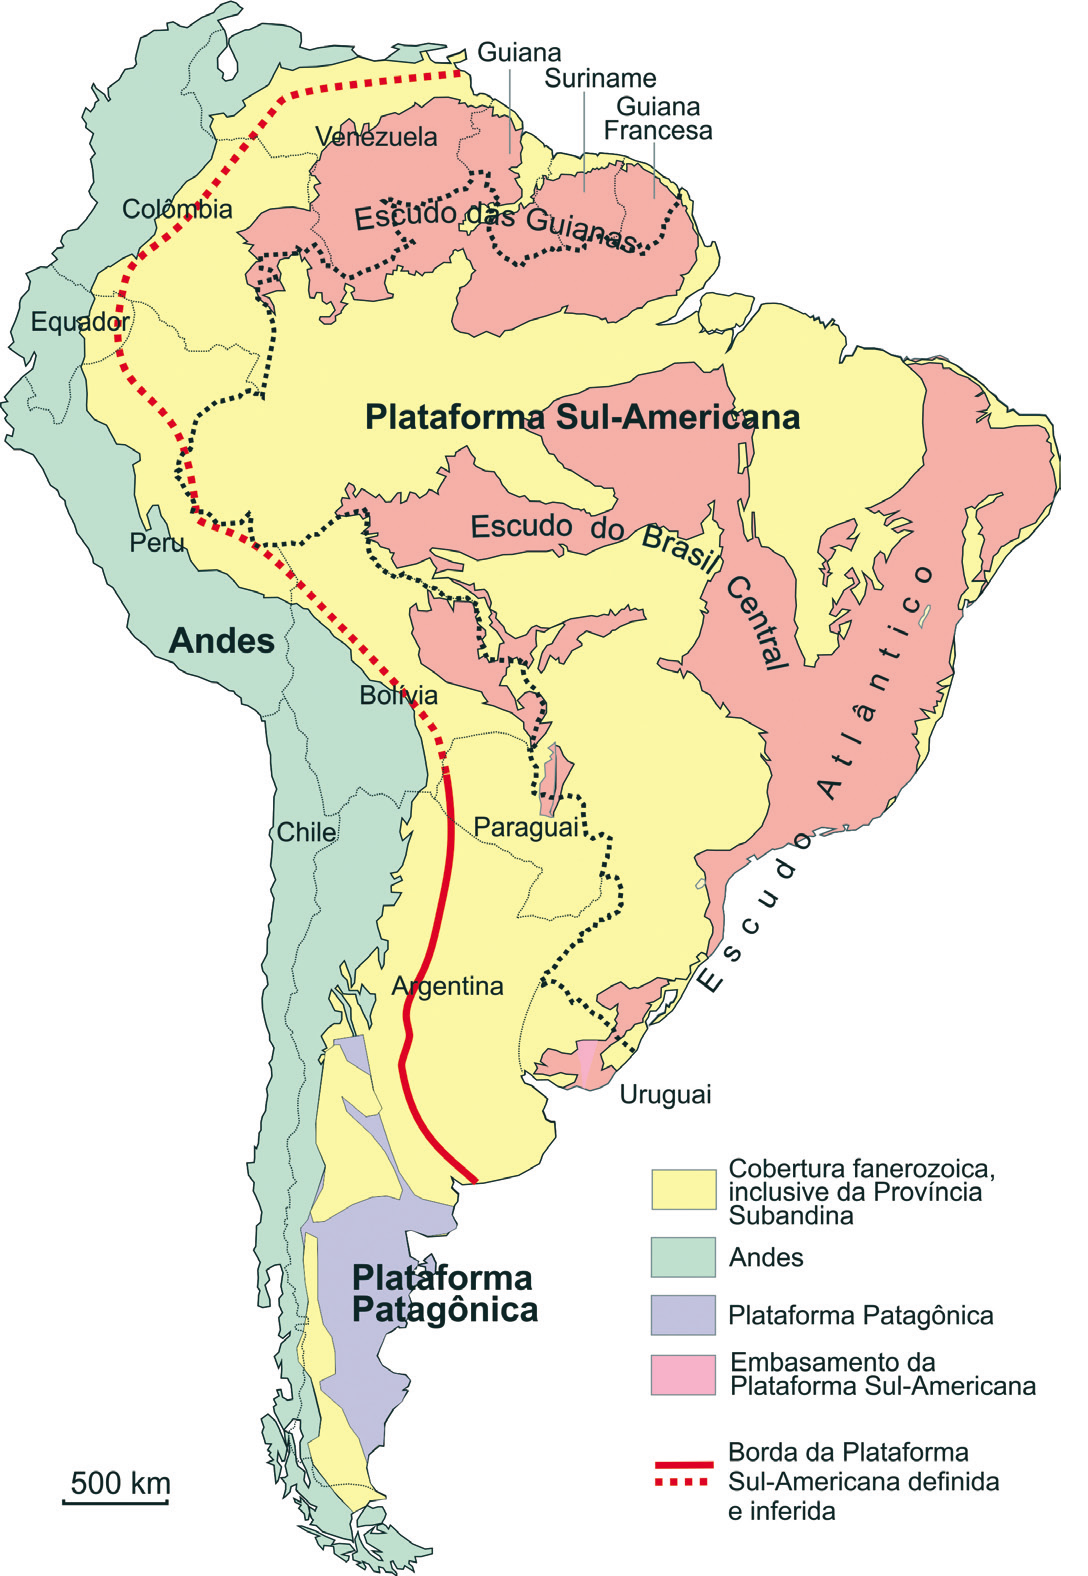 Guiana
Suriname
Guiana
Francesa
Venezuela
Colômbia
Escudo das Guianas
Equador
Plataforma Sul-Americana
Escudo do Brasil Central
Peru
Andes
Escudo Atlântico
Bolívia
Chile
Paraguai
Argentina
Uruguai
Plataforma
Patagônica
Cobertura fanerozoica,
inclusive da Província
Subandina
Andes
Plataforma Patagônica
Embasamento da
Plataforma Sul-Americana
Borda da Plataforma
Sul-Americana definida
e inferida
500 km